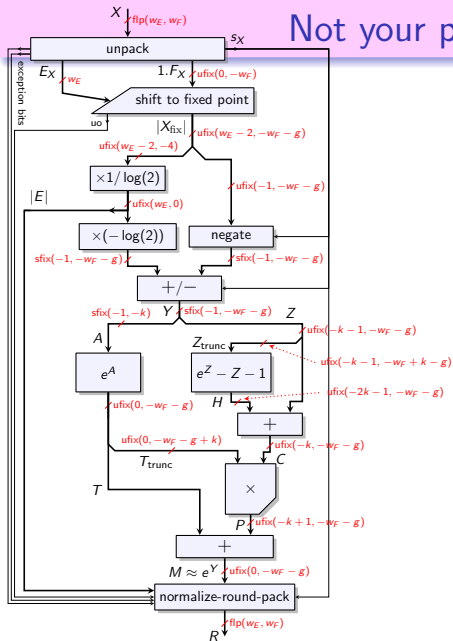 Not your p
X
flp(w_E, w_F)
unpack
s_X
exception bits
E_X
w_E
1.F_X
ufix(0, −w_F)
shift to fixed point
uo
|X_fix|
ufix(w_E − 2, −w_F − g)
ufix(w_E − 2, −4)
×1/ log(2)
ufix(−1, −w_F − g)
|E|
ufix(w_E, 0)
×(− log(2))
negate
sfix(−1, −w_F − g)
sfix(−1, −w_F − g)
+/−
sfix(−1, −k)
Y
sfix(−1, −w_F − g)
Z
A
ufix(−k − 1, −w_F − g)
Z_trunc
ufix(−k − 1, −w_F + k − g)
e^A
e^Z − Z − 1
ufix(−2k − 1, −w_F − g)
ufix(0, −w_F − g)
H
+
ufix(0, −w_F − g + k)
ufix(−k, −w_F − g)
T_trunc
C
T
×
P
ufix(−k + 1, −w_F − g)
+
M ≈ e^Y
ufix(0, −w_F − g)
normalize-round-pack
flp(w_E, w_F)
R